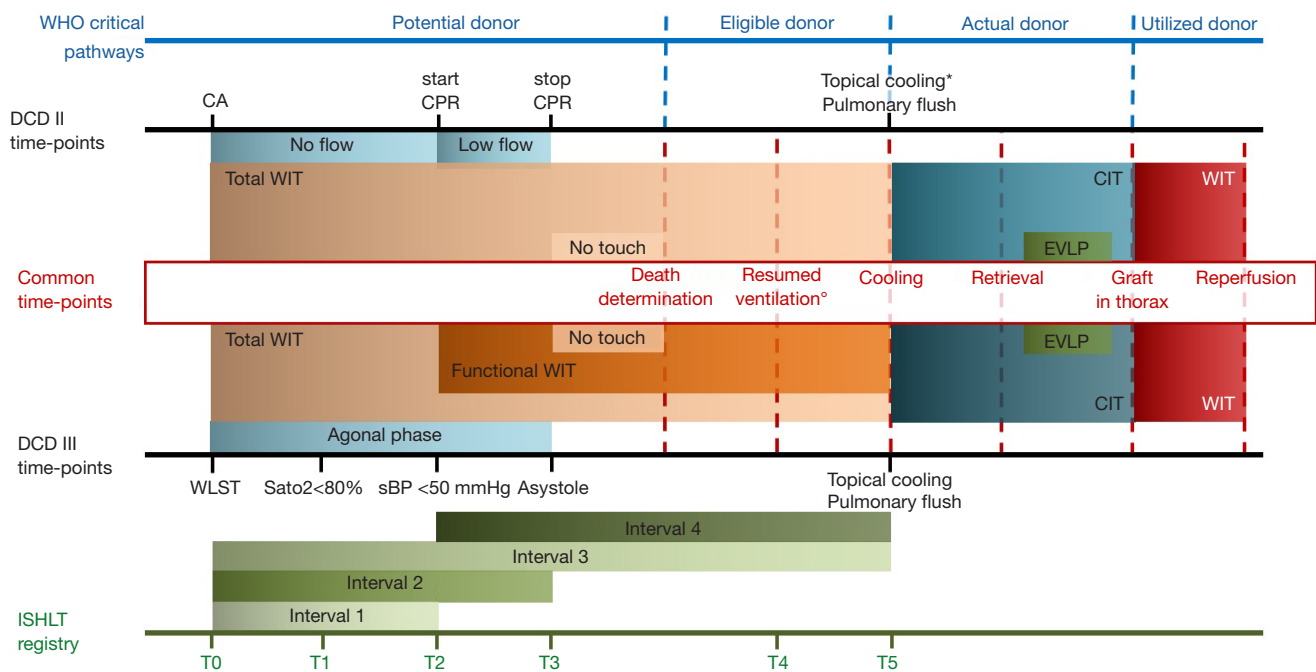 WHO critical pathways
Potential donor
Eligible donor
Actual donor
Utilized donor
DCD II
time-points
CA
start
CPR
stop
CPR
Topical cooling*
Pulmonary flush
No flow
Low flow
Total WIT
CIT
WIT
No touch
EVLP
Common
time-points
Death
determination
Resumed
ventilation°
Cooling
Retrieval
Graft
in thorax
Reperfusion
Total WIT
No touch
EVLP
Functional WIT
CIT
WIT
Agonal phase
DCD III
time-points
WLST
Sato2<80%
sBP <50 mmHg
Asystole
Topical cooling
Pulmonary flush
Interval 4
Interval 3
Interval 2
Interval 1
ISHLT
registry
T0
T1
T2
T3
T4
T5